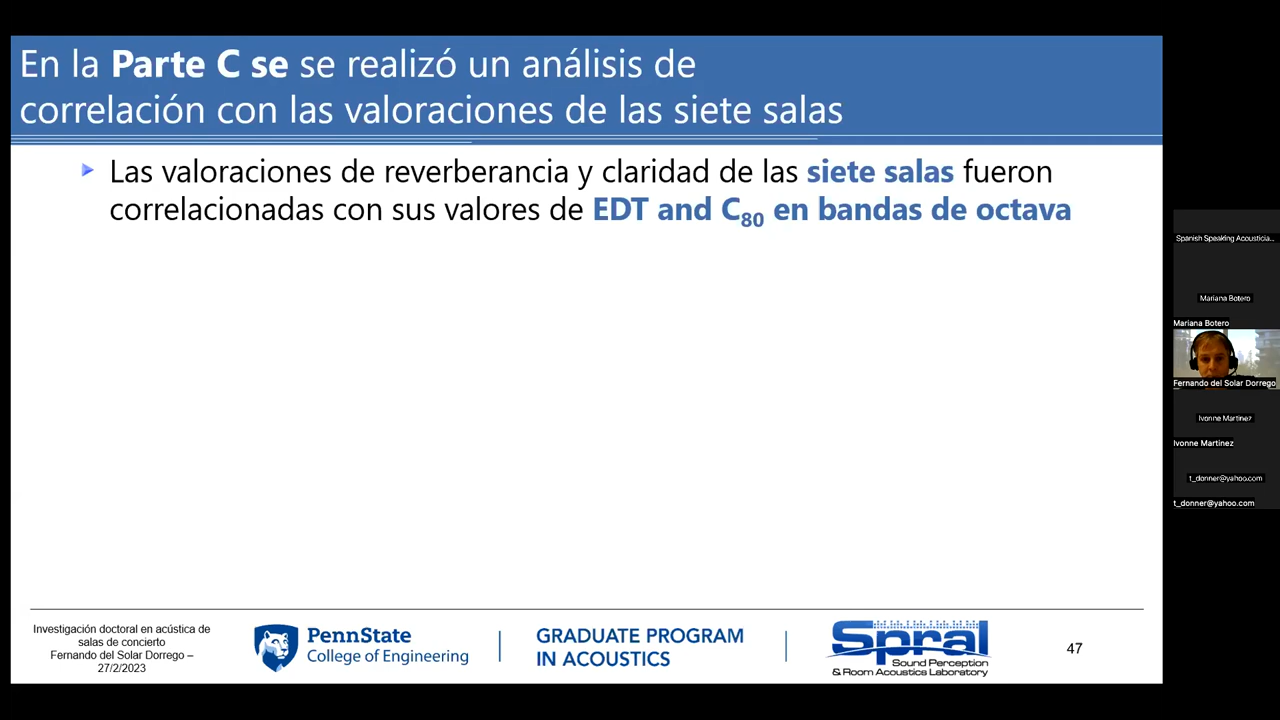 En la Parte C se se realizó un análisis de
correlación con las valoraciones de las siete salas
Las valoraciones de reverberancia y claridad de las siete salas fueron
correlacionadas con sus valores de EDT and C80 en bandas de octava
Investigación doctoral en acústica de
salas de concierto
Fernando del Solar Dorrego –
27/2/2023
PennState
College of Engineering
GRADUATE PROGRAM
IN ACOUSTICS
Spral
Sound Perception
& Room Acoustics Laboratory
47
Spanish Speaking Acousticia...
Mariana Botero
Mariana Botero
Fernando del Solar Dorrego
Ivonne Martinez
Ivonne Martinez
t_donner@yahoo.com
t_donner@yahoo.com